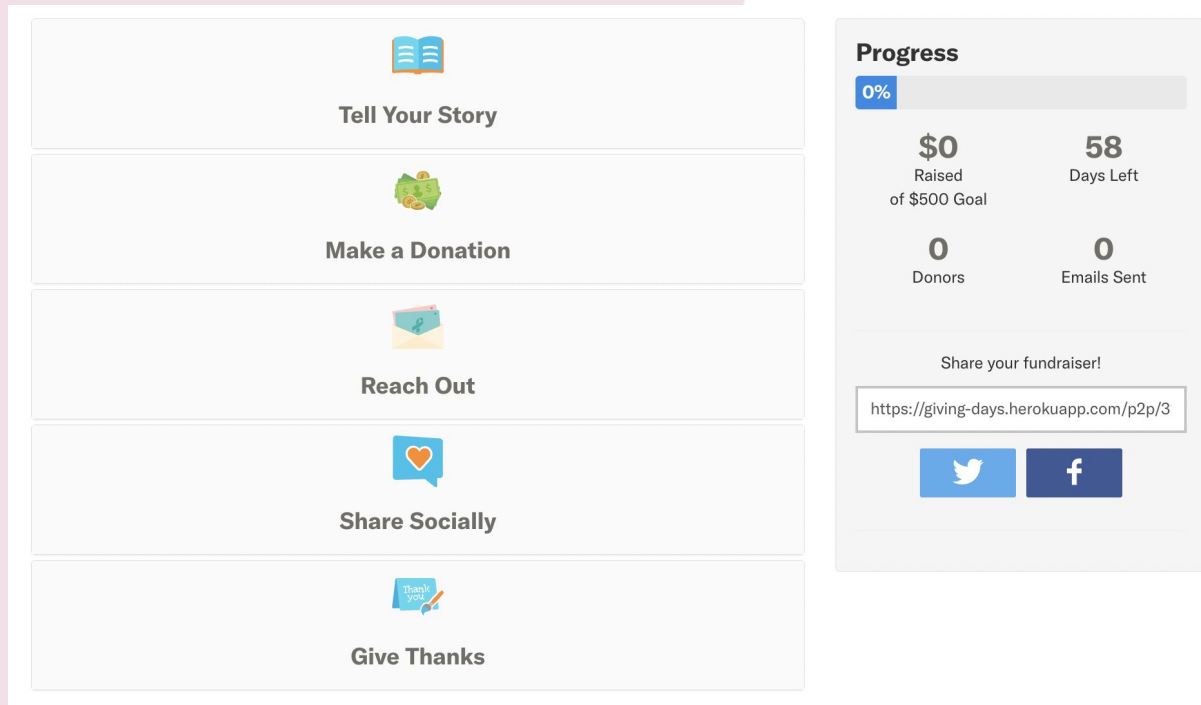 Tell Your Story
Make a Donation
Reach Out
Share Socially
Thank
you
Give Thanks
Progress
0%
$0
Raised
of $500 Goal
58
Days Left
0
Donors
0
Emails Sent
Share your fundraiser!
https://giving-days.herokuapp.com/p2p/3